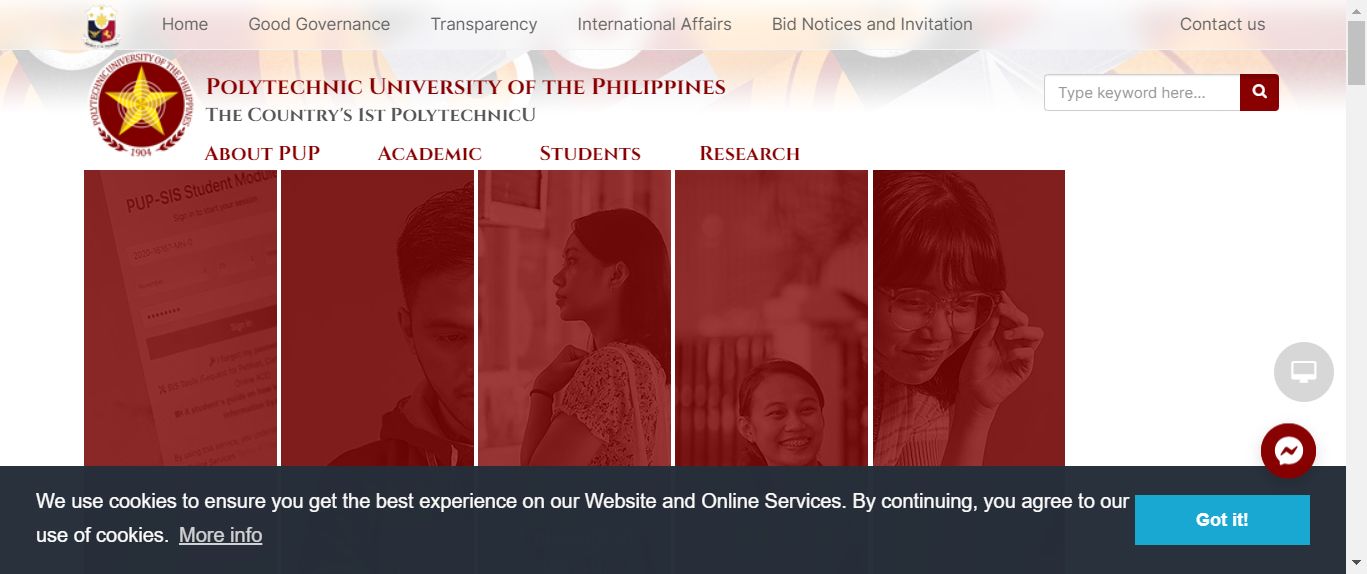 Home Good Governance Transparency International Affairs Bid Notices and Invitation Contact us
POLYTECHNIC UNIVERSITY OF THE PHILIPPINES
1904
Polytechnic University of the Philippines
The Country's 1st PolytechnicU
Type keyword here...
About PUP Academic Students Research
PUP-SIS Student Modul
Sign in to start your session
Sign in
We use cookies to ensure you get the best experience on our Website and Online Services. By continuing, you agree to our
use of cookies. More info
Got it!